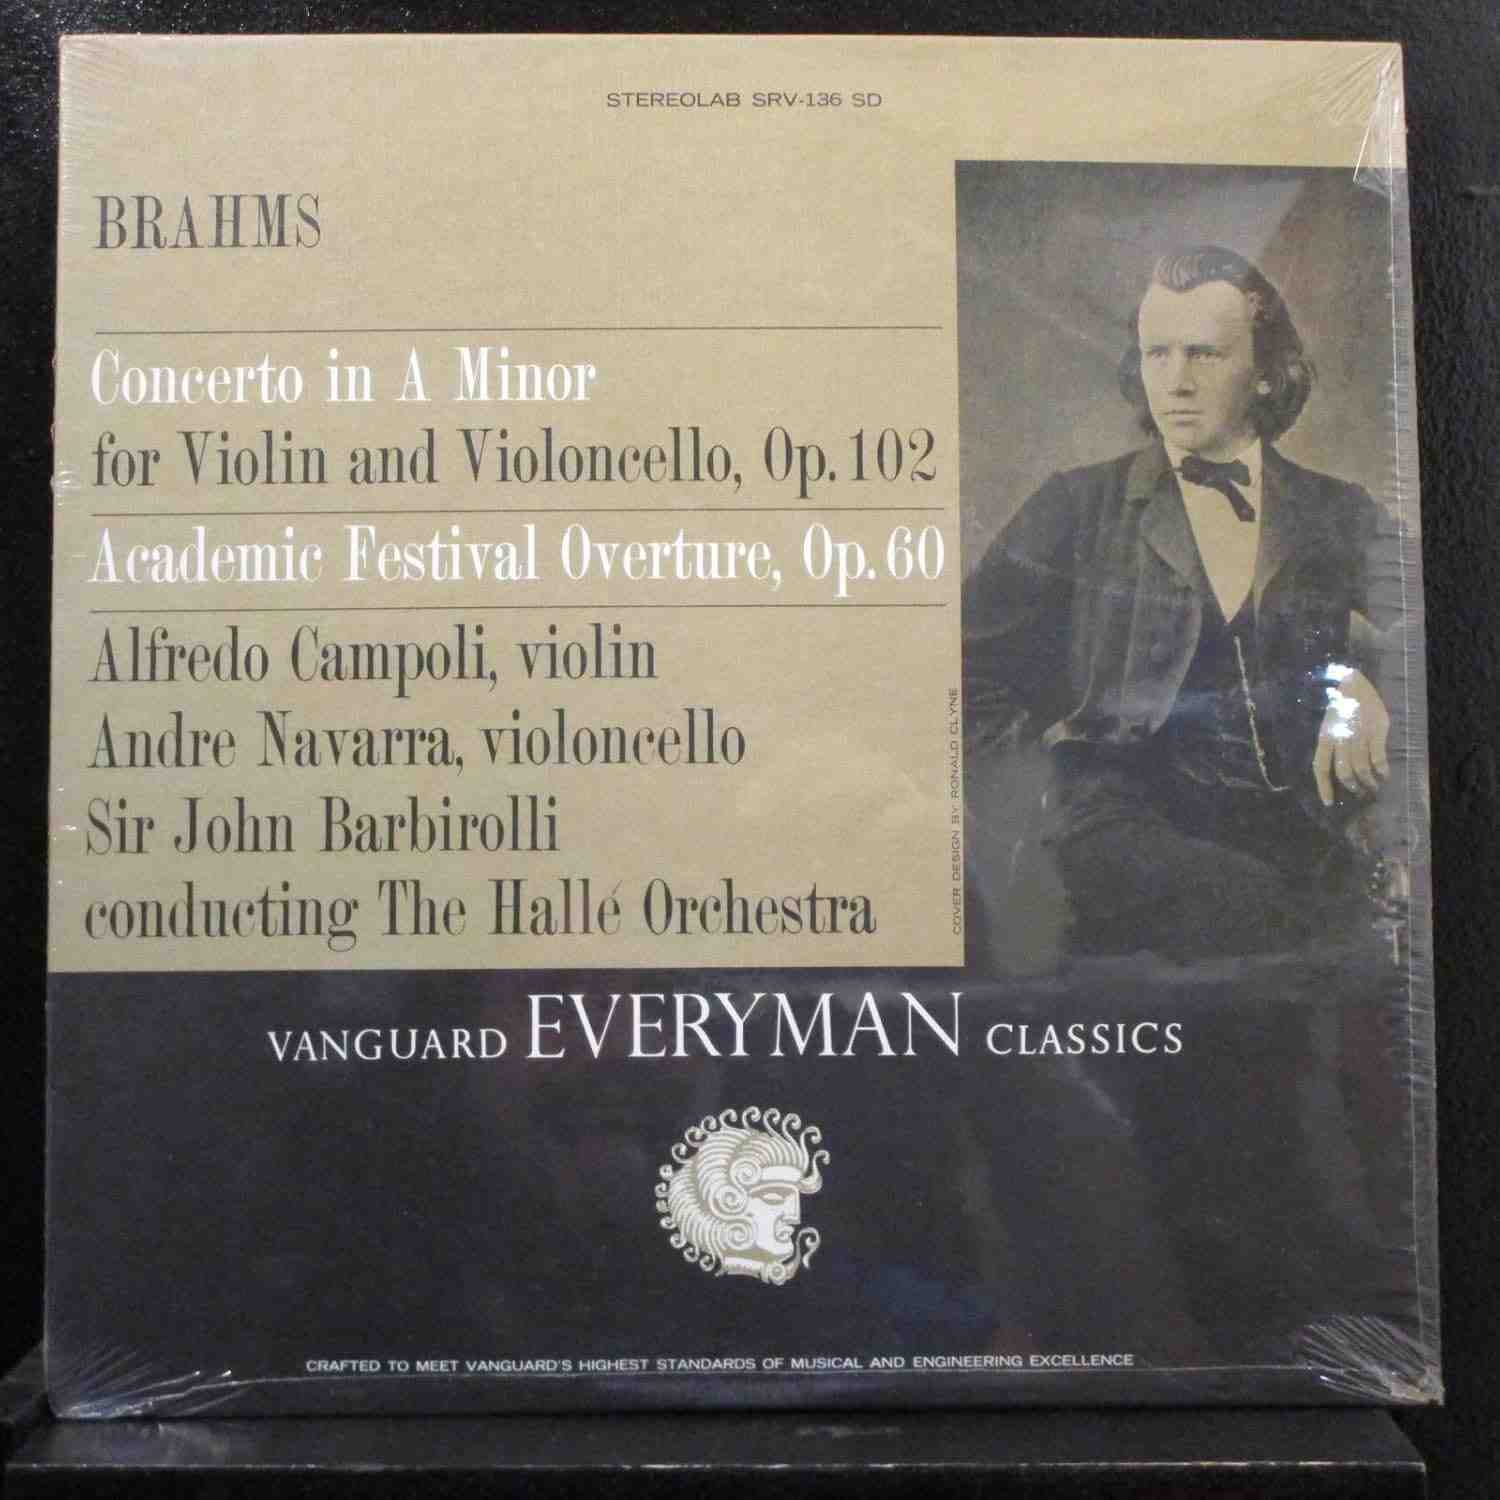 STEREOLAB SRV-136 SD
BRAHMS
Concerto in A Minor
for Violin and Violoncello, Op. 102
Academic Festival Overture, Op. 60
Alfredo Campoli, violin
Andre Navarra, violoncello
Sir John Barbirolli
conducting The Hallé Orchestra
COVER DESIGN BY RONALD CLYNE
VANGUARD EVERYMAN CLASSICS
CRAFTED TO MEET VANGUARD'S HIGHEST STANDARDS OF MUSICAL AND ENGINEERING EXCELLENCE